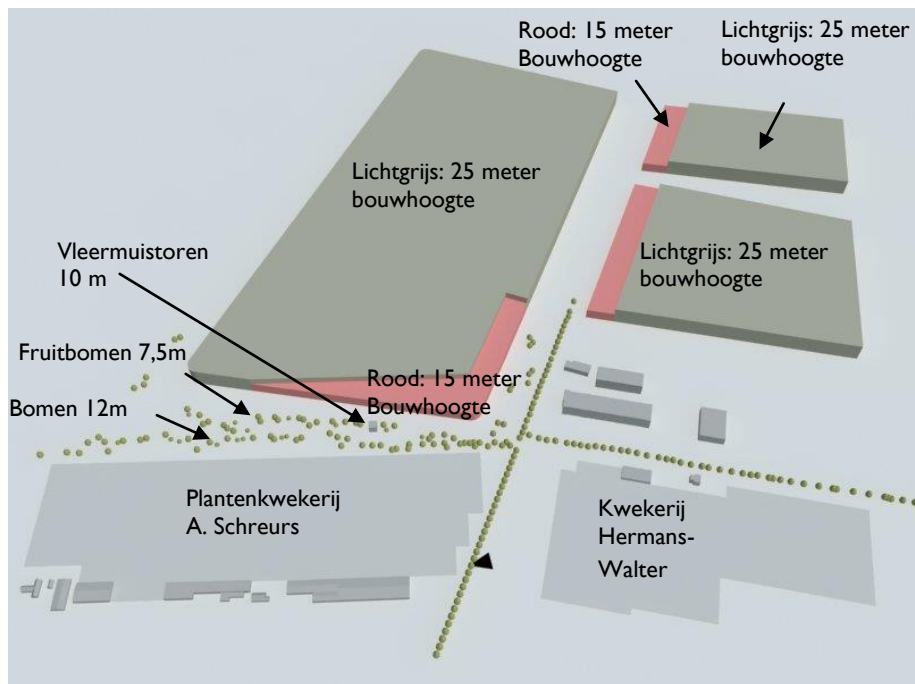 Rood: 15 meter
Bouwhoogte
Lichtgrijs: 25 meter
bouwhoogte
Lichtgrijs: 25 meter
bouwhoogte
Vleermuistoren
10 m
Lichtgrijs: 25 meter
bouwhoogte
Fruitbomen 7,5m
Rood: 15 meter
Bouwhoogte
Bomen 12m
Plantenkwekerij
A. Schreurs
Kwekerij
Hermans-
Walter